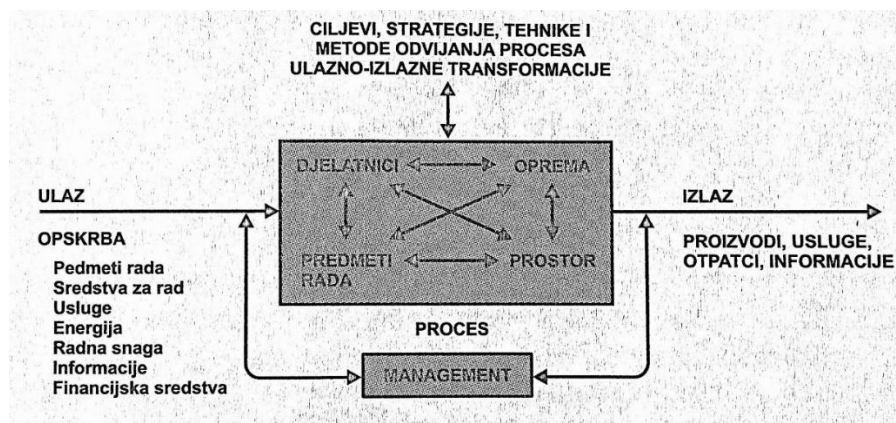 CILJEVI, STRATEGIJE, TEHNIKE I
METODE ODVIJANJA PROCESA
ULAZNO-IZLAZNE TRANSFORMACIJE
DJELATNICI
OPREMA
ULAZ
IZLAZ
OPSKRBA
Pedmeti rada
Sredstva za rad
Usluge
Energija
Radna snaga
Informacije
Financijska sredstva
PREDMETI
RADA
PROSTOR
PROIZVODI, USLUGE,
OTPATCI, INFORMACIJE
PROCES
MANAGEMENT